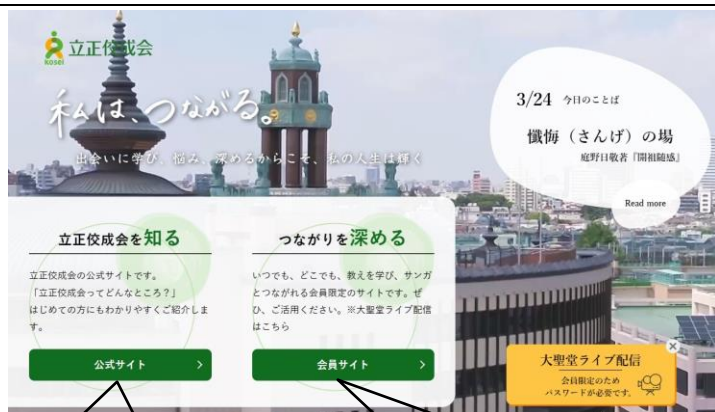 立正佼成会
KOSEI
私は、つながる。
出会いに学び、悩み、深めるからこそ、私の人生は輝く
3/24 今日のことば
懺悔（さんげ）の場
庭野日敬著『開祖随感』
Read more
立正佼成会を知る
立正佼成会の公式サイトです。
「立正佼成会ってどんなところ？」
はじめての方にもわかりやすくご紹介しま
す。
公式サイト
つながりを深める
いつでも、どこでも、教えを学び、サンガ
とつながれる会員限定のサイトです。ぜ
ひ、ご活用ください。※大聖堂ライブ配信
はこちら
会員サイト
大聖堂ライブ配信
会員限定のため
パスワードが必要です。